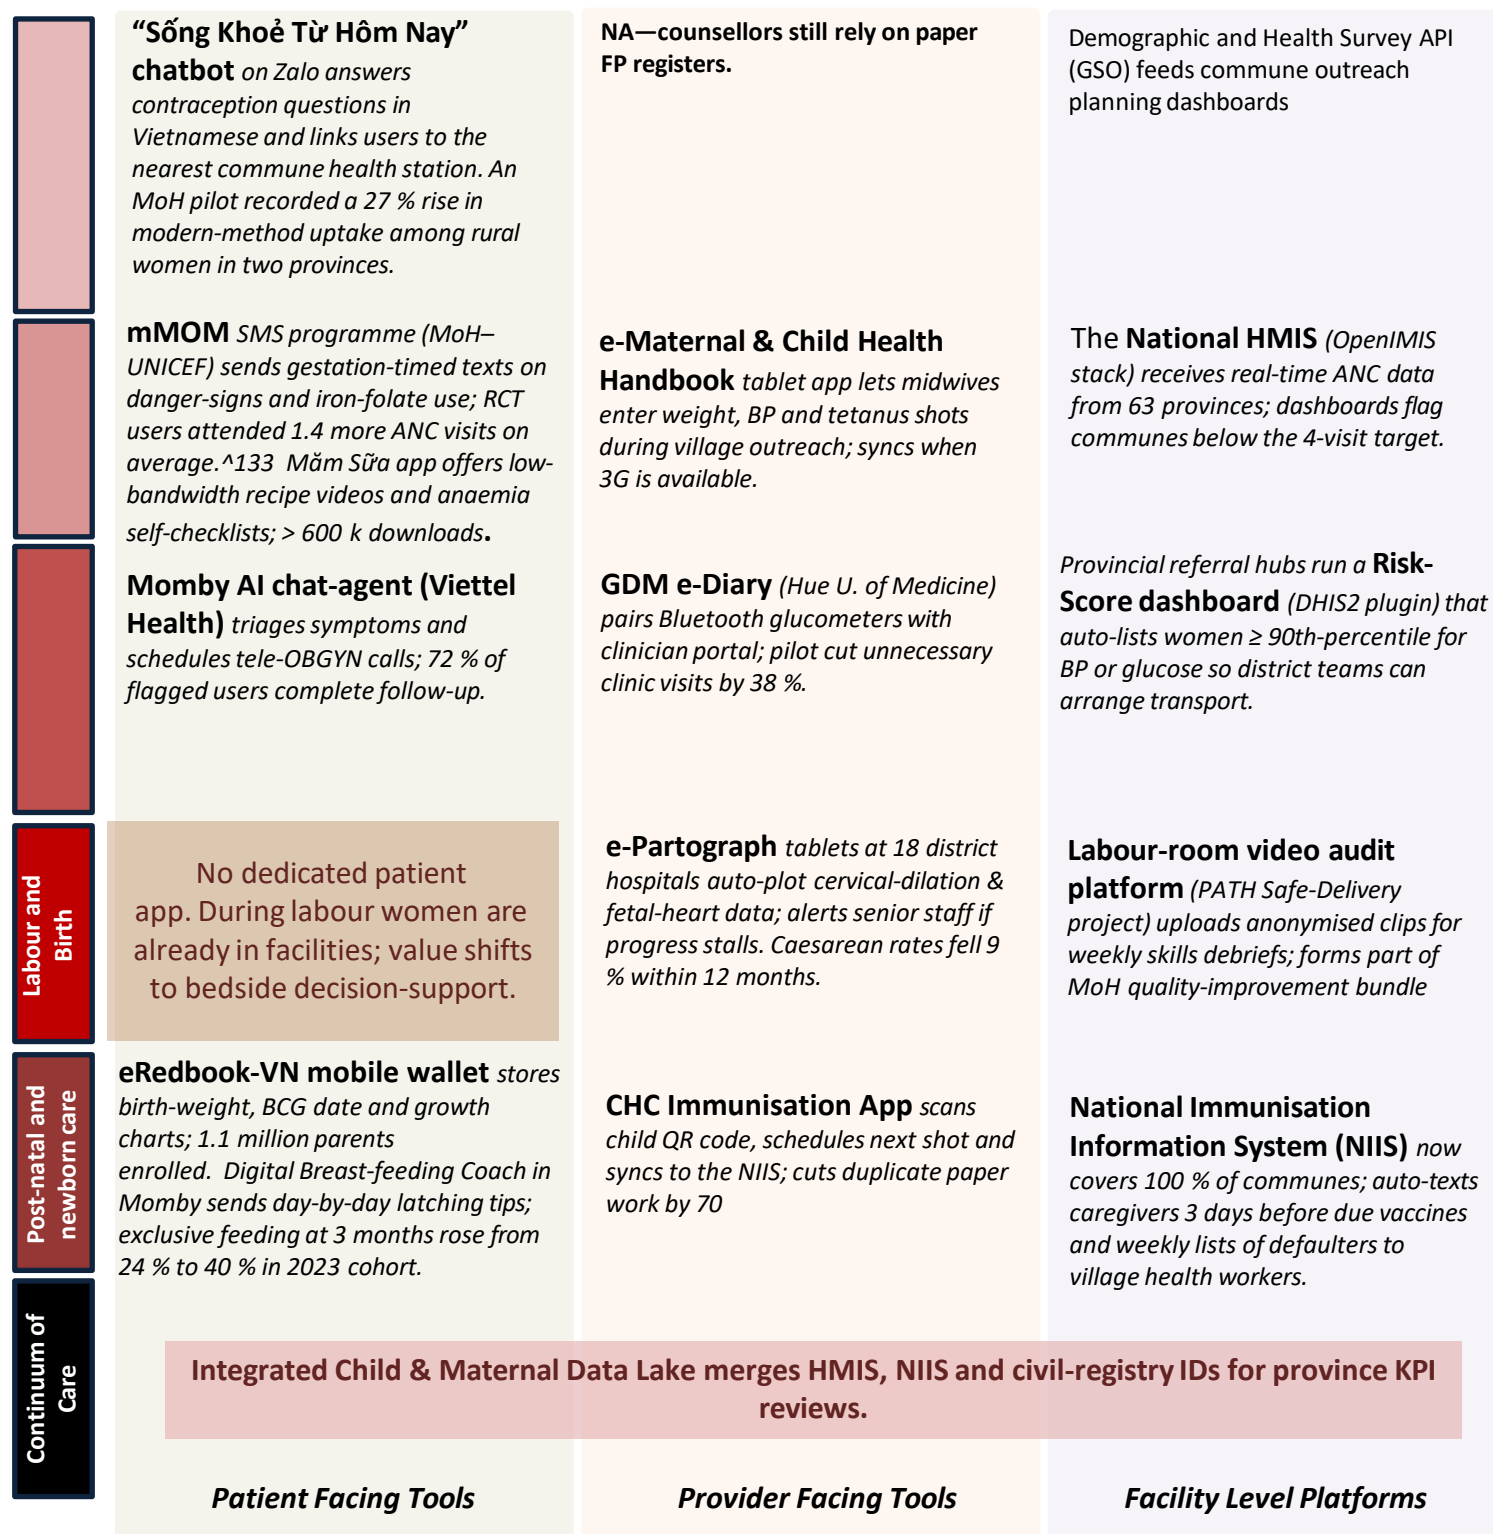 “Sống Khoẻ Từ Hôm Nay”
chatbot on Zalo answers
contraception questions in
Vietnamese and links users to the
nearest commune health station. An
MoH pilot recorded a 27 % rise in
modern-method uptake among rural
women in two provinces.
NA—counsellors still rely on paper
FP registers.
Demographic and Health Survey API
(GSO) feeds commune outreach
planning dashboards
mMOM SMS programme (MoH–
UNICEF) sends gestation-timed texts on
danger-signs and iron-folate use; RCT
users attended 1.4 more ANC visits on
average.^133 Măm Sữa app offers low-
bandwidth recipe videos and anaemia
self-checklists; > 600 k downloads.
e-Maternal & Child Health
Handbook tablet app lets midwives
enter weight, BP and tetanus shots
during village outreach; syncs when
3G is available.
The National HMIS (OpenIMIS
stack) receives real-time ANC data
from 63 provinces; dashboards flag
communes below the 4-visit target.
Momby AI chat-agent (Viettel
Health) triages symptoms and
schedules tele-OBGYN calls; 72 % of
flagged users complete follow-up.
GDM e-Diary (Hue U. of Medicine)
pairs Bluetooth glucometers with
clinician portal; pilot cut unnecessary
clinic visits by 38 %.
Provincial referral hubs run a Risk-
Score dashboard (DHIS2 plugin) that
auto-lists women ≥ 90th-percentile for
BP or glucose so district teams can
arrange transport.
Labour and
Birth
No dedicated patient
app. During labour women are
already in facilities; value shifts
to bedside decision-support.
e-Partograph tablets at 18 district
hospitals auto-plot cervical-dilation &
fetal-heart data; alerts senior staff if
progress stalls. Caesarean rates fell 9
% within 12 months.
Labour-room video audit
platform (PATH Safe-Delivery
project) uploads anonymised clips for
weekly skills debriefs; forms part of
MoH quality-improvement bundle
Post-natal and
newborn care
eRedbook-VN mobile wallet stores
birth-weight, BCG date and growth
charts; 1.1 million parents
enrolled. Digital Breast-feeding Coach in
Momby sends day-by-day latching tips;
exclusive feeding at 3 months rose from
24 % to 40 % in 2023 cohort.
CHC Immunisation App scans
child QR code, schedules next shot and
syncs to the NIIS; cuts duplicate paper
work by 70
National Immunisation
Information System (NIIS) now
covers 100 % of communes; auto-texts
caregivers 3 days before due vaccines
and weekly lists of defaulters to
village health workers.
Continuum of
Care
Integrated Child & Maternal Data Lake merges HMIS, NIIS and civil-registry IDs for province KPI
reviews.
Patient Facing Tools
Provider Facing Tools
Facility Level Platforms